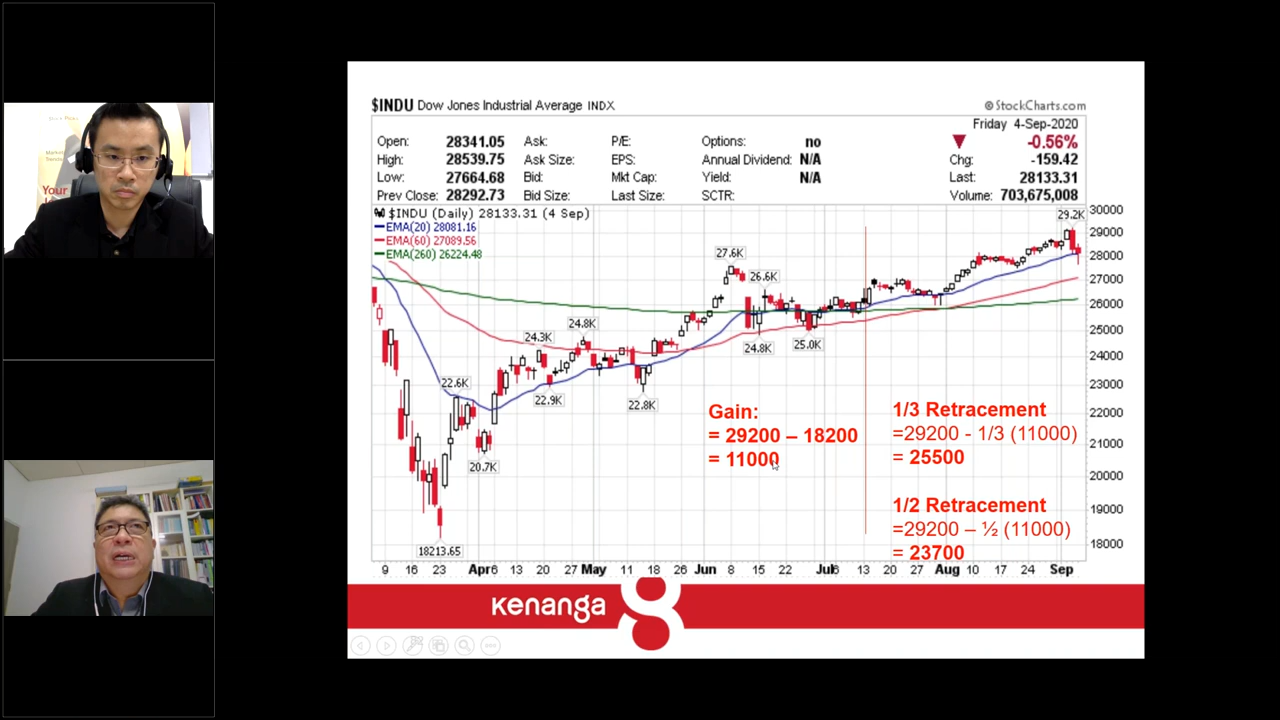 $INDU Dow Jones Industrial Average INDX
© StockCharts.com
Friday 4-Sep-2020
Open: 28341.05 Ask: P/E: Options: no -0.56%
High: 28539.75 Ask Size: EPS: Annual Dividend: N/A Chg: -159.42
Low: 27664.68 Bid: Mkt Cap: Yield: N/A Last: 28133.31
Prev Close: 28292.73 Bid Size: Last Size: SCTR: Volume: 703,675,008
$INDU (Daily) 28133.31 (4 Sep)
EMA(20) 28081.16
EMA(60) 27089.56
EMA(260) 26224.48
30000
29.2K
29000
28000
27.6K
27000
26.6K
26000
25000
24.8K
24.3K
24.8K
25.0K
24000
22.6K
23000
22.9K
22.8K
22000
21000
20.7K
20000
19000
18213.65
18000
Gain:
= 29200 – 18200
= 11000
1/3 Retracement
=29200 - 1/3 (11000)
= 25500
1/2 Retracement
=29200 – ½ (11000)
= 23700
9 16 23 Apr6 13 20 27 May 11 18 26 Jun 8 15 22 Jul6 13 20 27 Aug 10 17 24 Sep
Kenanga
Your